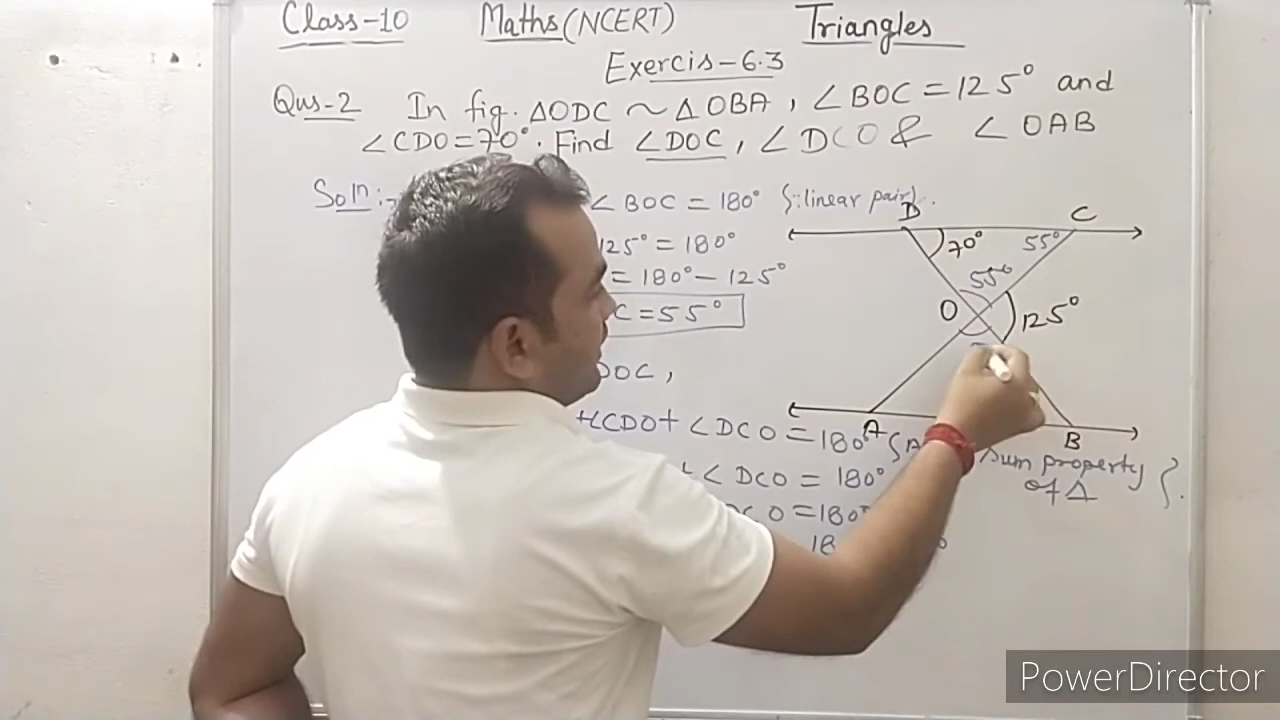 Class-10 Maths (NCERT) Triangles
Exercis-6.3
Qus-2 In fig. ΔODC ~ ΔOBA, ∠BOC = 125° and
∠CDO = 70°. Find ∠DOC, ∠DCO & ∠OAB
Soln:-
∠BOC = 180° {∵linear pair}.
125° = 180°
= 180° - 125°
C = 55°
DOC,
+∠CDO + ∠DCO = 180° {A
sum property
of Δ }.
+ ∠DCO = 180°
DCO = 180°
18
D C
70° 55°
55°
O 125°
A B
PowerDirector